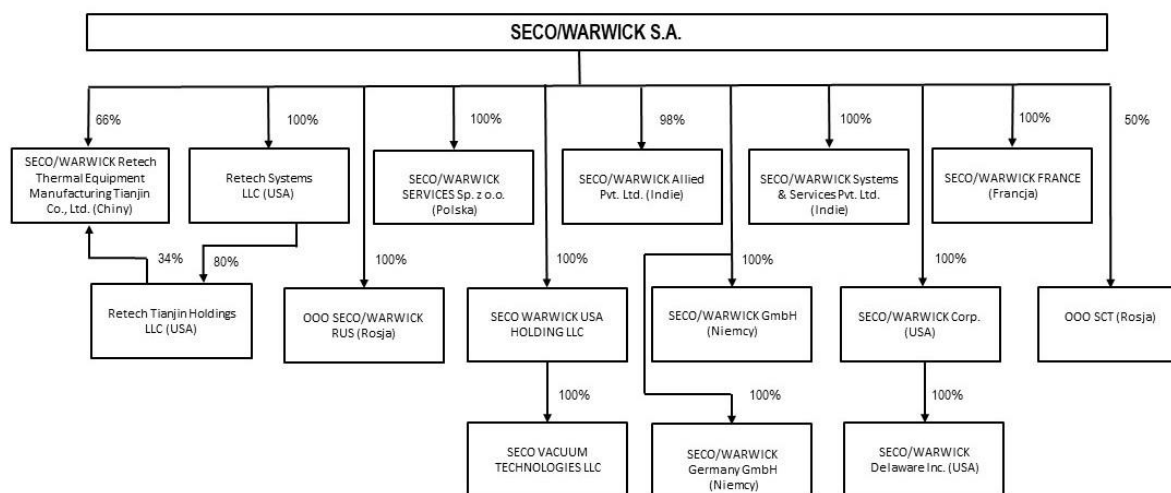 SECO/WARWICK S.A.
66%
100%
100%
98%
100%
100%
50%
SECO/WARWICK Retech
Thermal Equipment
Manufacturing Tianjin
Co., Ltd. (Chiny)
Retech Systems
LLC (USA)
SECO/WARWICK
SERVICES Sp. z o.o.
(Polska)
SECO/WARWICK Allied
Pvt. Ltd. (Indie)
SECO/WARWICK Systems
& Services Pvt. Ltd.
(Indie)
SECO/WARWICK FRANCE
(Francja)
34%
80%
100%
100%
100%
100%
Retech Tianjin Holdings
LLC (USA)
OOO SECO/WARWICK
RUS (Rosja)
SECO WARWICK USA
HOLDING LLC
SECO/WARWICK GmbH
(Niemcy)
SECO/WARWICK Corp.
(USA)
OOO SCT (Rosja)
100%
100%
100%
SECO VACUUM
TECHNOLOGIES LLC
SECO/WARWICK
Germany GmbH
(Niemcy)
SECO/WARWICK
Delaware Inc. (USA)